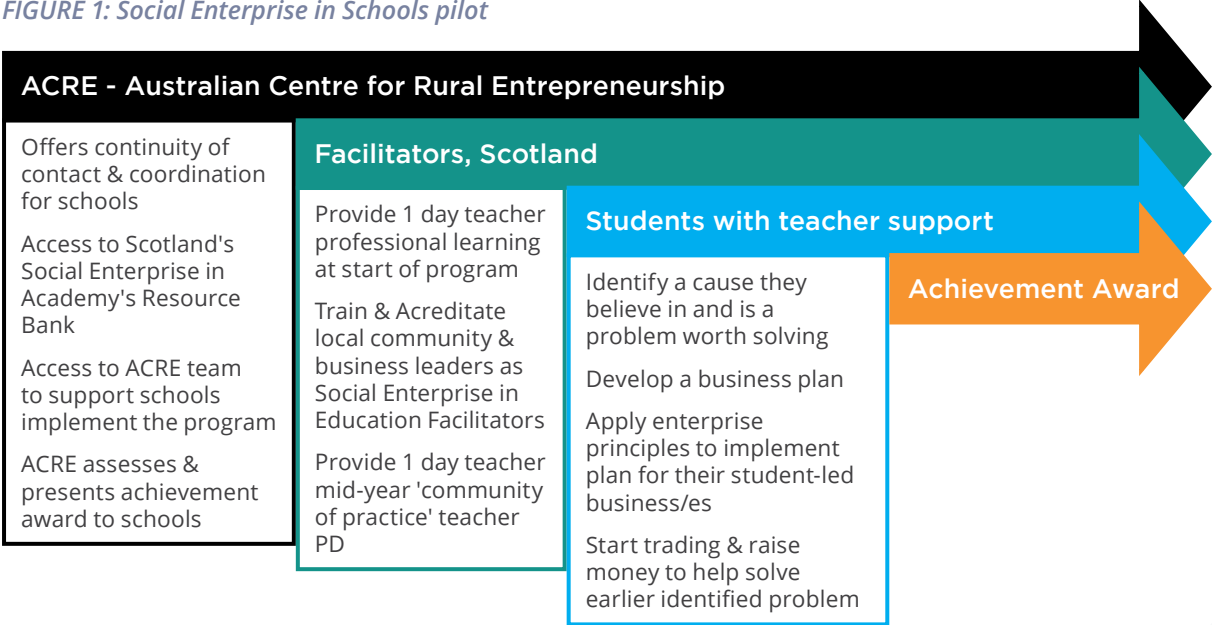 FIGURE 1: Social Enterprise in Schools pilot
ACRE - Australian Centre for Rural Entrepreneurship
Offers continuity of
contact & coordination
for schools
Access to Scotland's
Social Enterprise in
Academy's Resource
Bank
Access to ACRE team
to support schools
implement the program
ACRE assesses &
presents achievement
award to schools
Facilitators, Scotland
Provide 1 day teacher
professional learning
at start of program
Train & Acreditate
local community &
business leaders as
Social Enterprise in
Education Facilitators
Provide 1 day teacher
mid-year 'community
of practice' teacher
PD
Students with teacher support
Identify a cause they
believe in and is a
problem worth solving
Develop a business plan
Apply enterprise
principles to implement
plan for their student-led
business/es
Start trading & raise
money to help solve
earlier identified problem
Achievement Award